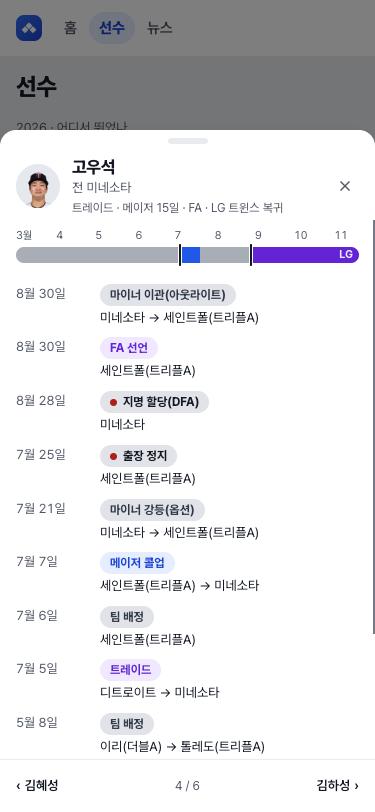 홈 선수 뉴스
선수
2026 · 어디서 뛰었나
고우석
전 미네소타
트레이드 · 메이저 15일 · FA · LG 트윈스 복귀
3월 4 5 6 7 8 9 10 11
LG
8월 30일 마이너 이관(아웃라이트)
미네소타 → 세인트폴(트리플A)
8월 30일 FA 선언
세인트폴(트리플A)
8월 28일 지명 할당(DFA)
미네소타
7월 25일 출장 정지
세인트폴(트리플A)
7월 21일 마이너 강등(옵션)
미네소타 → 세인트폴(트리플A)
7월 7일 메이저 콜업
세인트폴(트리플A) → 미네소타
7월 6일 팀 배정
세인트폴(트리플A)
7월 5일 트레이드
디트로이트 → 미네소타
5월 8일 팀 배정
이리(더블A) → 톨레도(트리플A)
‹ 김혜성 4 / 6 김하성 ›